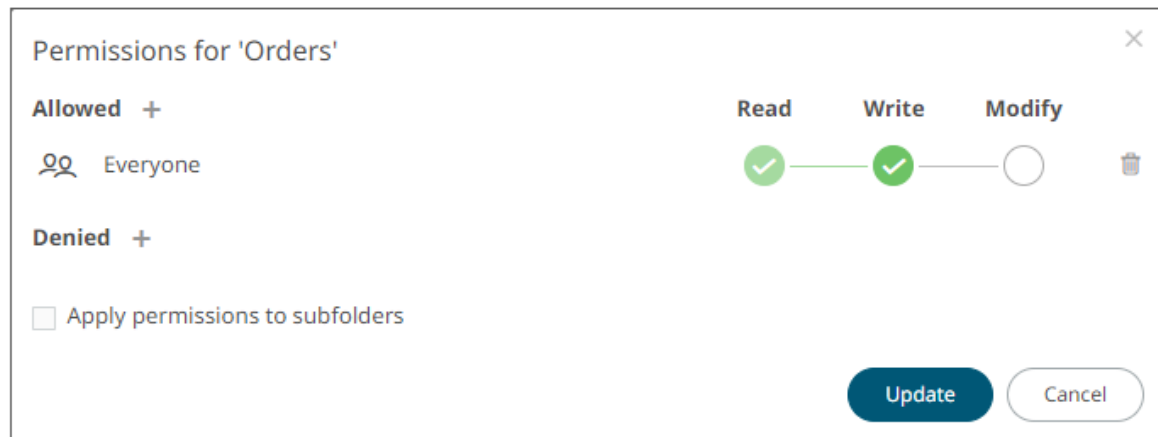 Permissions for 'Orders'
Allowed + Read Write Modify
Everyone
Denied +
Apply permissions to subfolders
Update Cancel